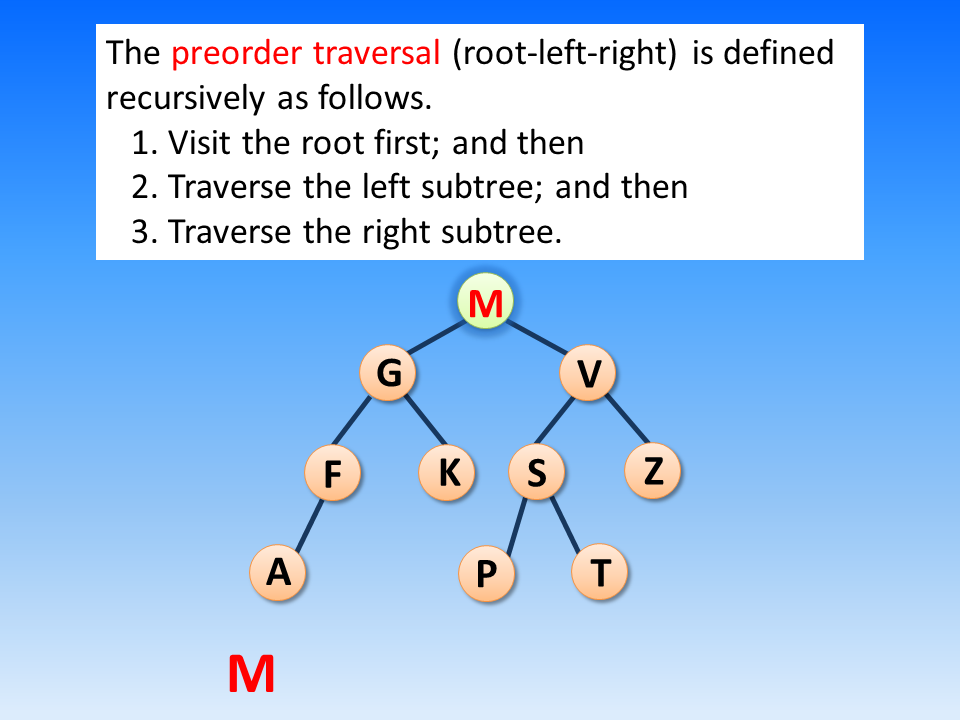 The preorder traversal (root-left-right) is defined
recursively as follows.
1. Visit the root first; and then
2. Traverse the left subtree; and then
3. Traverse the right subtree.
M
G V
F K S Z
A P T
M